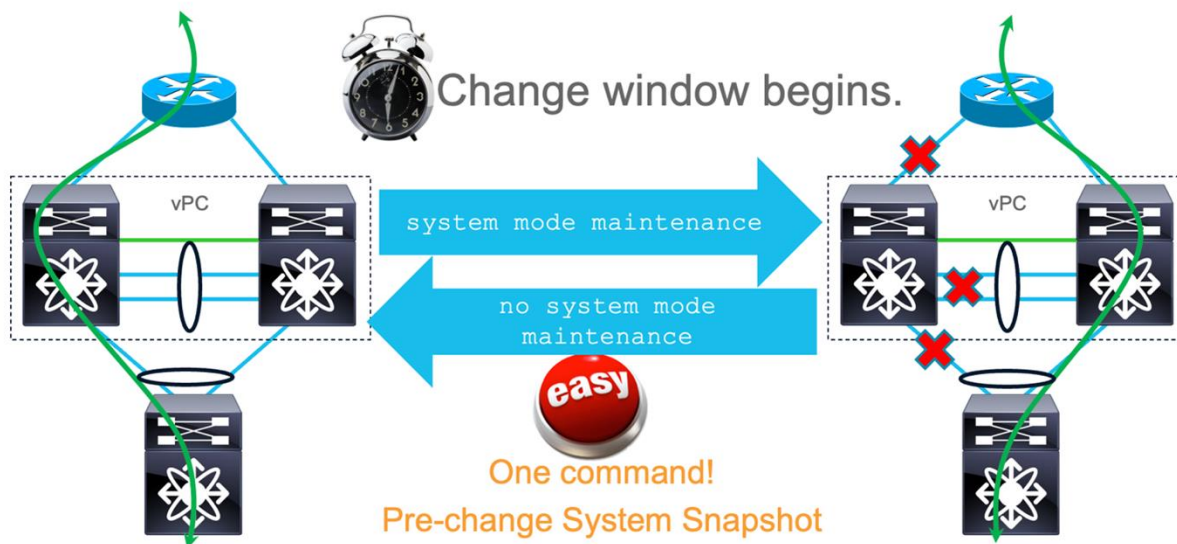 Change window begins.
vPC
system mode maintenance
vPC
no system mode
maintenance
easy
One command!
Pre-change System Snapshot